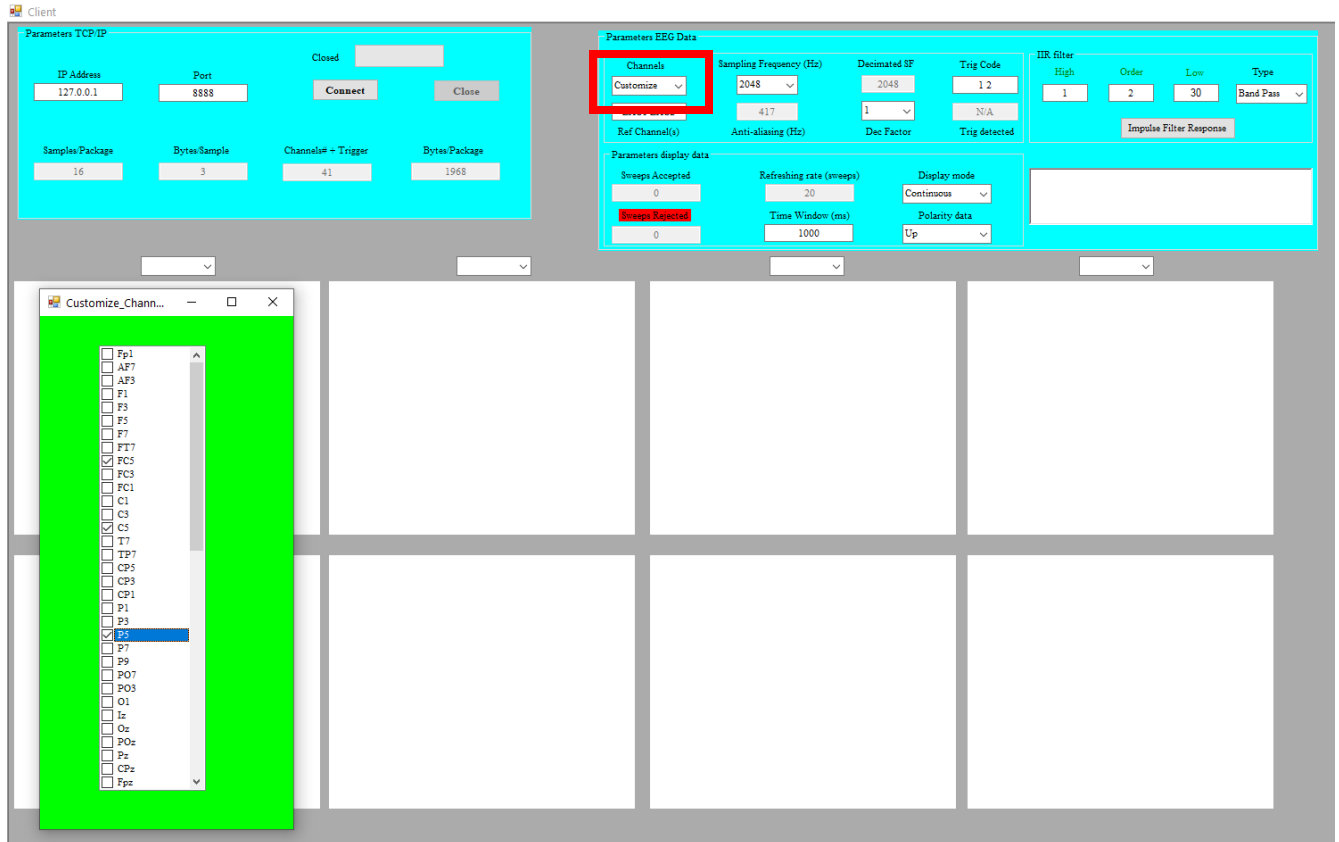 Client
Parameters TCP/IP
Closed
IP Address Port
127.0.0.1 8888 Connect Close
Samples/Package Bytes/Sample Channels# + Trigger Bytes/Package
16 3 41 1968
Parameters EEG Data
Channels Sampling Frequency (Hz) Decimated SF Trig Code
Customize 2048 2048 1 2
417 1 N/A
Ref Channel(s) Anti-aliasing (Hz) Dec Factor Trig detected
IIR filter
High Order Low Type
1 2 30 Band Pass
Impulse Filter Response
Parameters display data
Sweeps Accepted Refreshing rate (sweeps) Display mode
0 20 Continuous
Sweeps Rejected Time Window (ms) Polarity data
0 1000 Up
Customize_Chann...
Fp1
AF7
AF3
F1
F3
F5
F7
FT7
FC5
FC3
FC1
C1
C3
C5
T7
TP7
CP5
CP3
CP1
P1
P3
P5
P7
P9
PO7
PO3
O1
Iz
Oz
POz
Pz
CPz
Fpz